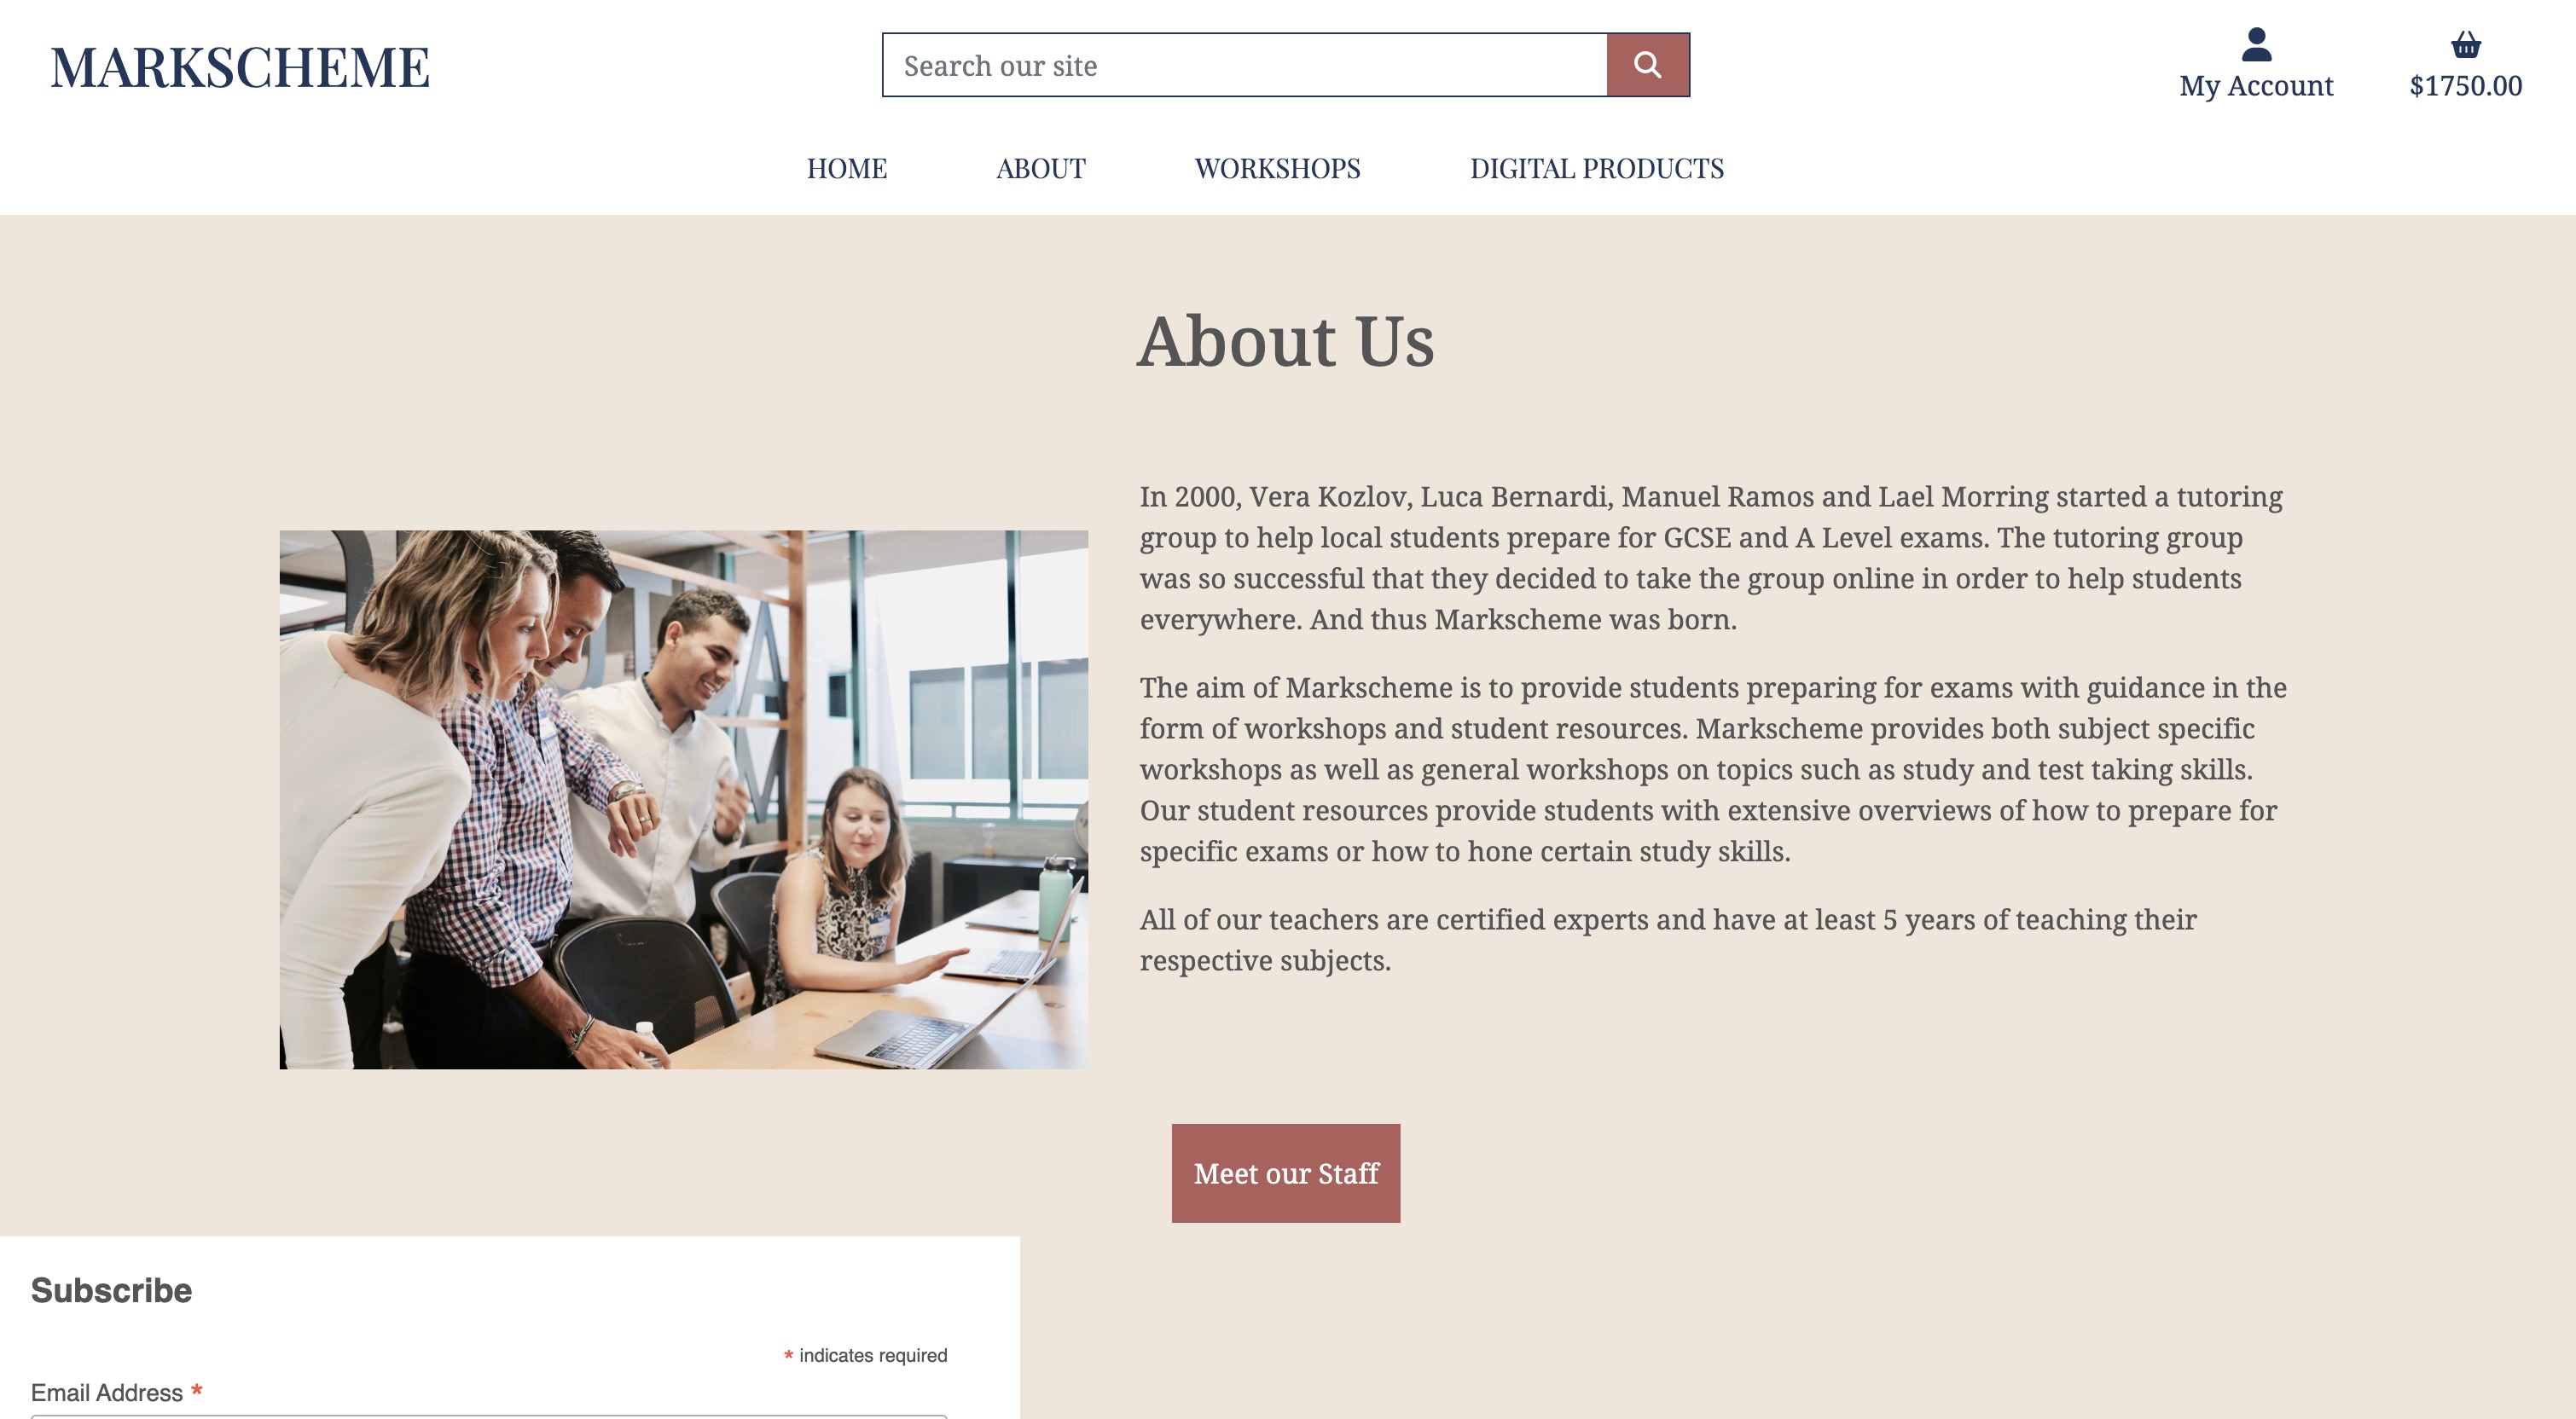 MARKSCHEME
Search our site
My Account
$1750.00
HOME
ABOUT
WORKSHOPS
DIGITAL PRODUCTS
About Us
In 2000, Vera Kozlov, Luca Bernardi, Manuel Ramos and Lael Morring started a tutoring
group to help local students prepare for GCSE and A Level exams. The tutoring group
was so successful that they decided to take the group online in order to help students
everywhere. And thus Markscheme was born.
The aim of Markscheme is to provide students preparing for exams with guidance in the
form of workshops and student resources. Markscheme provides both subject specific
workshops as well as general workshops on topics such as study and test taking skills.
Our student resources provide students with extensive overviews of how to prepare for
specific exams or how to hone certain study skills.
All of our teachers are certified experts and have at least 5 years of teaching their
respective subjects.
Meet our Staff
Subscribe
* indicates required
Email Address *